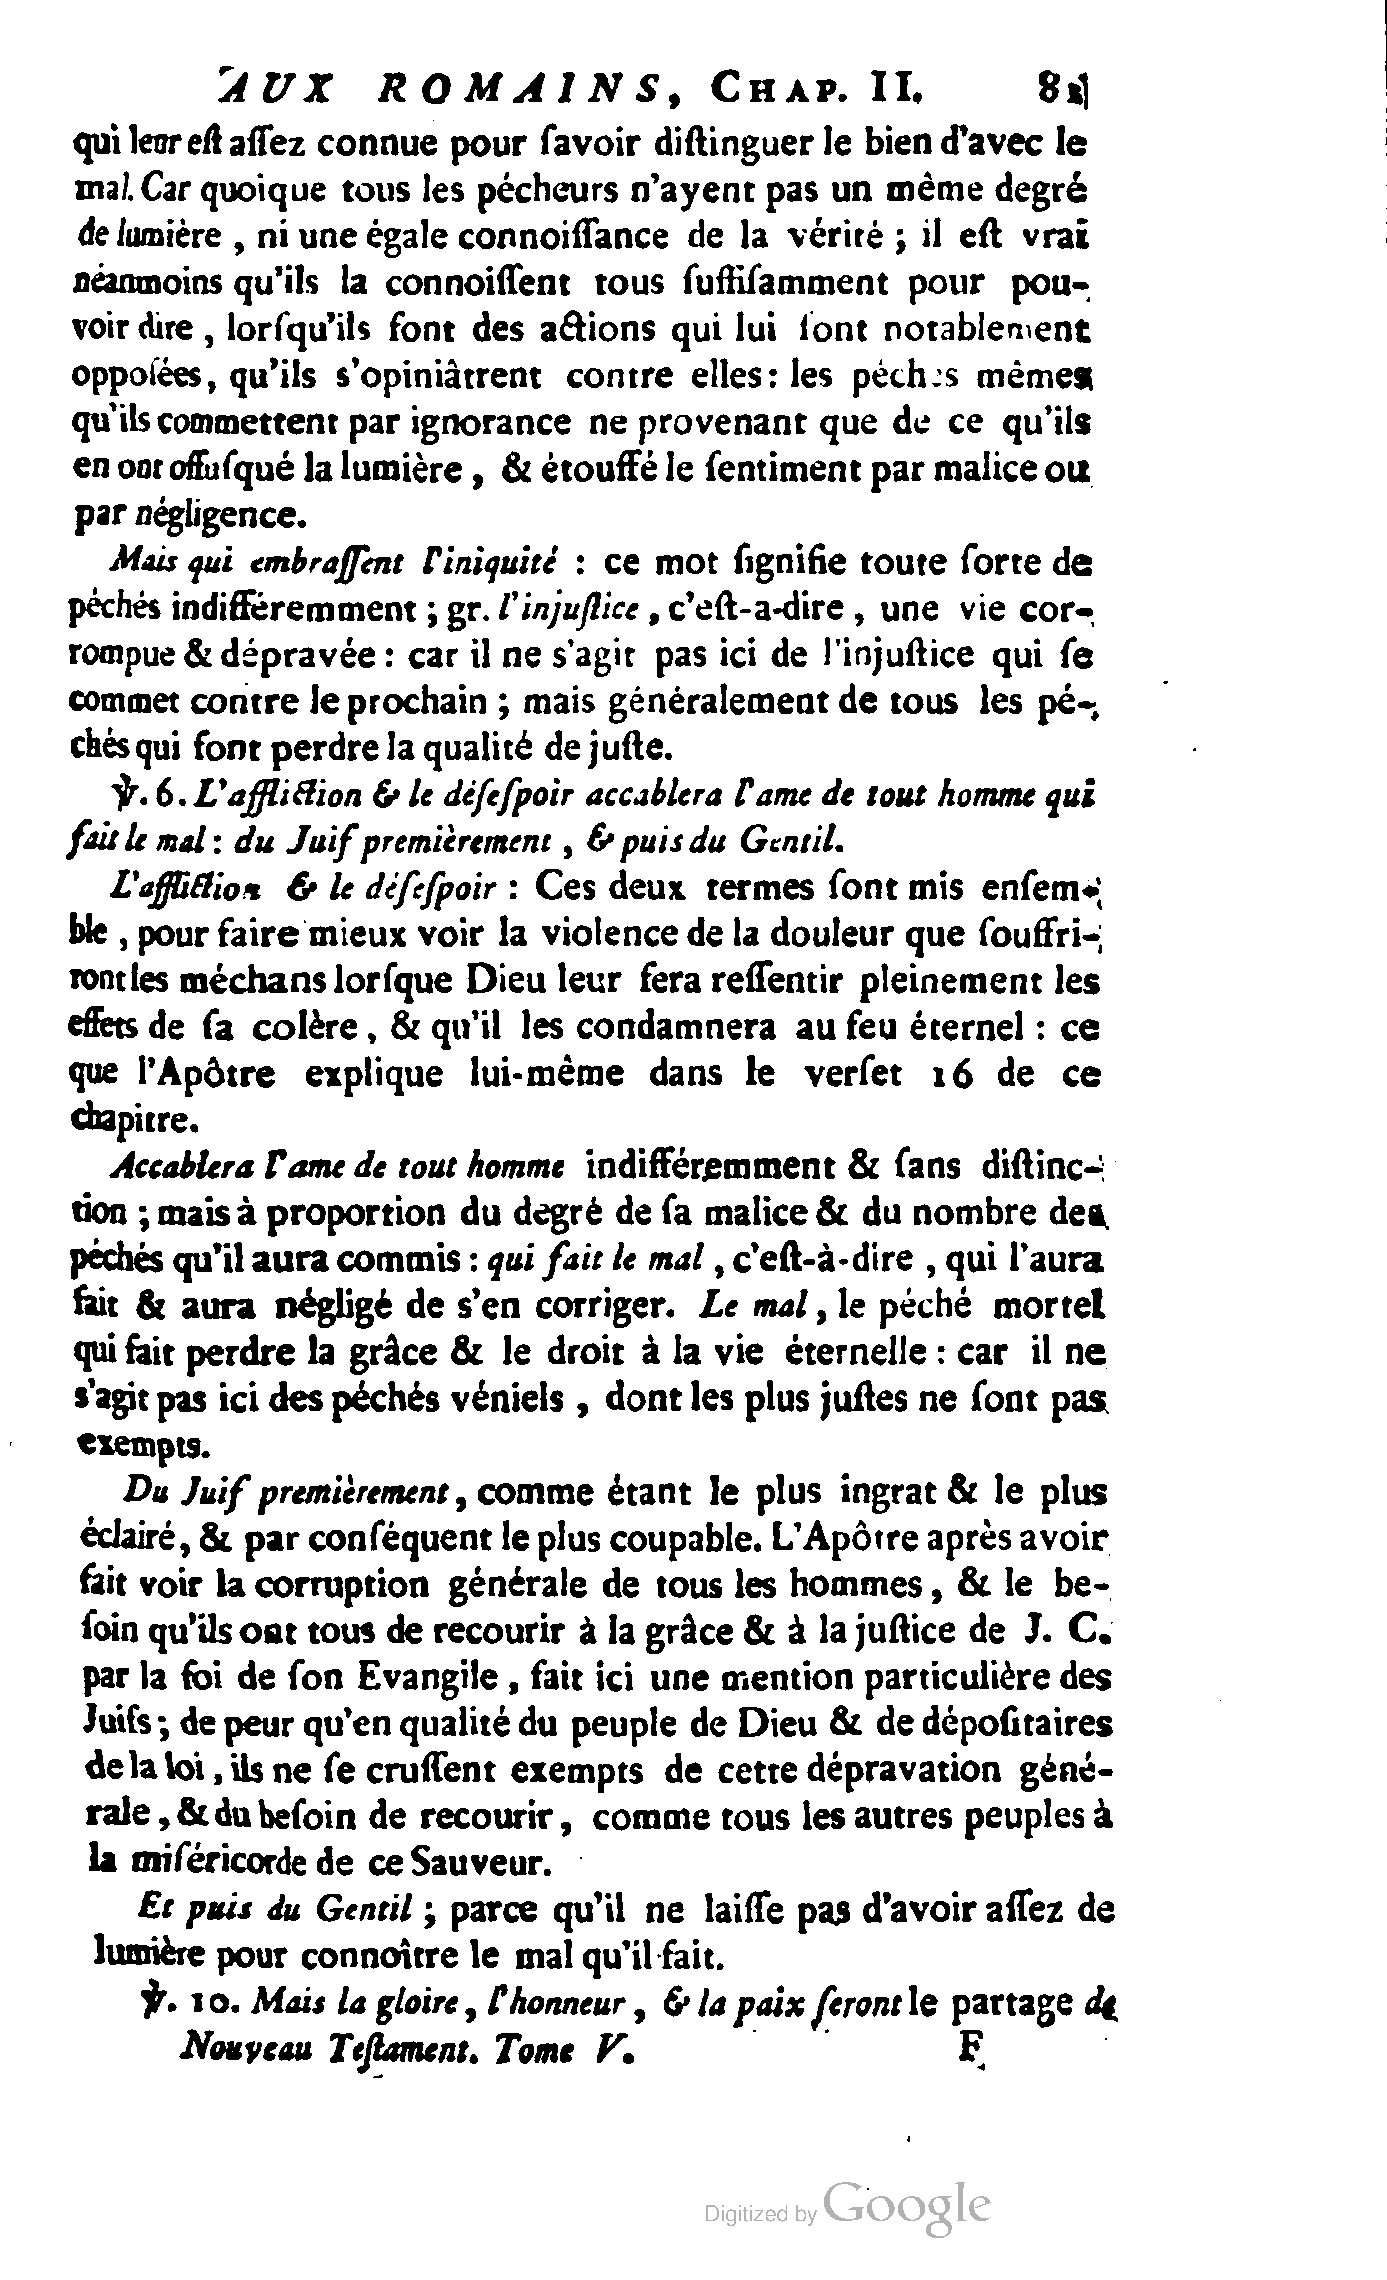 AUX ROMAINS, CHAP. II. 81
qui leur eſt aſſez connue pour ſavoir diſtinguer le bien d'avec le
mal. Car quoique tous les pécheurs n'ayent pas un même degré
de lumière , ni une égale connoiſſance de la vérité ; il eſt vrai
néanmoins qu'ils la connoiſſent tous ſuffiſamment pour pou-
voir dire , lorſqu'ils font des actions qui lui ſont notablement
oppoſées, qu'ils s'opiniâtrent contre elles : les péchés mêmes
qu'ils commettent par ignorance ne provenant que de ce qu'ils
en ont offuſqué la lumière , & étouffé le ſentiment par malice ou
par négligence.
Mais qui embraſſent l'iniquité : ce mot ſignifie toute ſorte de
péchés indifféremment ; gr. l'injuſtice , c'eſt-a-dire , une vie cor-
rompue & dépravée : car il ne s'agit pas ici de l'injuſtice qui ſe
commet contre le prochain ; mais généralement de tous les pé-
chés qui font perdre la qualité de juſte.
℣. 6. L'affliction & le déſeſpoir accablera l'ame de tout homme qui
fait le mal : du Juif premièrement , & puis du Gentil.
L'affliction & le déſeſpoir : Ces deux termes ſont mis enſem-
ble , pour faire mieux voir la violence de la douleur que ſouffri-
ront les méchans lorſque Dieu leur fera reſſentir pleinement les
effets de ſa colère , & qu'il les condamnera au feu éternel : ce
que l'Apôtre explique lui-même dans le verſet 16 de ce
chapitre.
Accablera l'ame de tout homme indifféremment & ſans diſtinc-
tion ; mais à proportion du degré de ſa malice & du nombre des
péchés qu'il aura commis : qui fait le mal , c'eſt-à-dire , qui l'aura
fait & aura négligé de s'en corriger. Le mal , le péché mortel
qui fait perdre la grâce & le droit à la vie éternelle : car il ne
s'agit pas ici des péchés véniels , dont les plus juſtes ne ſont pas
exempts.
Du Juif premièrement , comme étant le plus ingrat & le plus
éclairé, & par conſéquent le plus coupable. L'Apôtre après avoir
fait voir la corruption générale de tous les hommes , & le be-
ſoin qu'ils ont tous de recourir à la grâce & à la juſtice de J. C.
par la foi de ſon Evangile , fait ici une mention particulière des
Juifs ; de peur qu'en qualité du peuple de Dieu & de dépoſitaires
de la loi , ils ne ſe cruſſent exempts de cette dépravation géné-
rale , & du beſoin de recourir , comme tous les autres peuples à
la miſéricorde de ce Sauveur.
Et puis du Gentil ; parce qu'il ne laiſſe pas d'avoir aſſez de
lumière pour connoître le mal qu'il fait.
℣. 10. Mais la gloire , l'honneur , & la paix ſeront le partage de
Nouveau Teſtament. Tome V. F
Digitized by Google